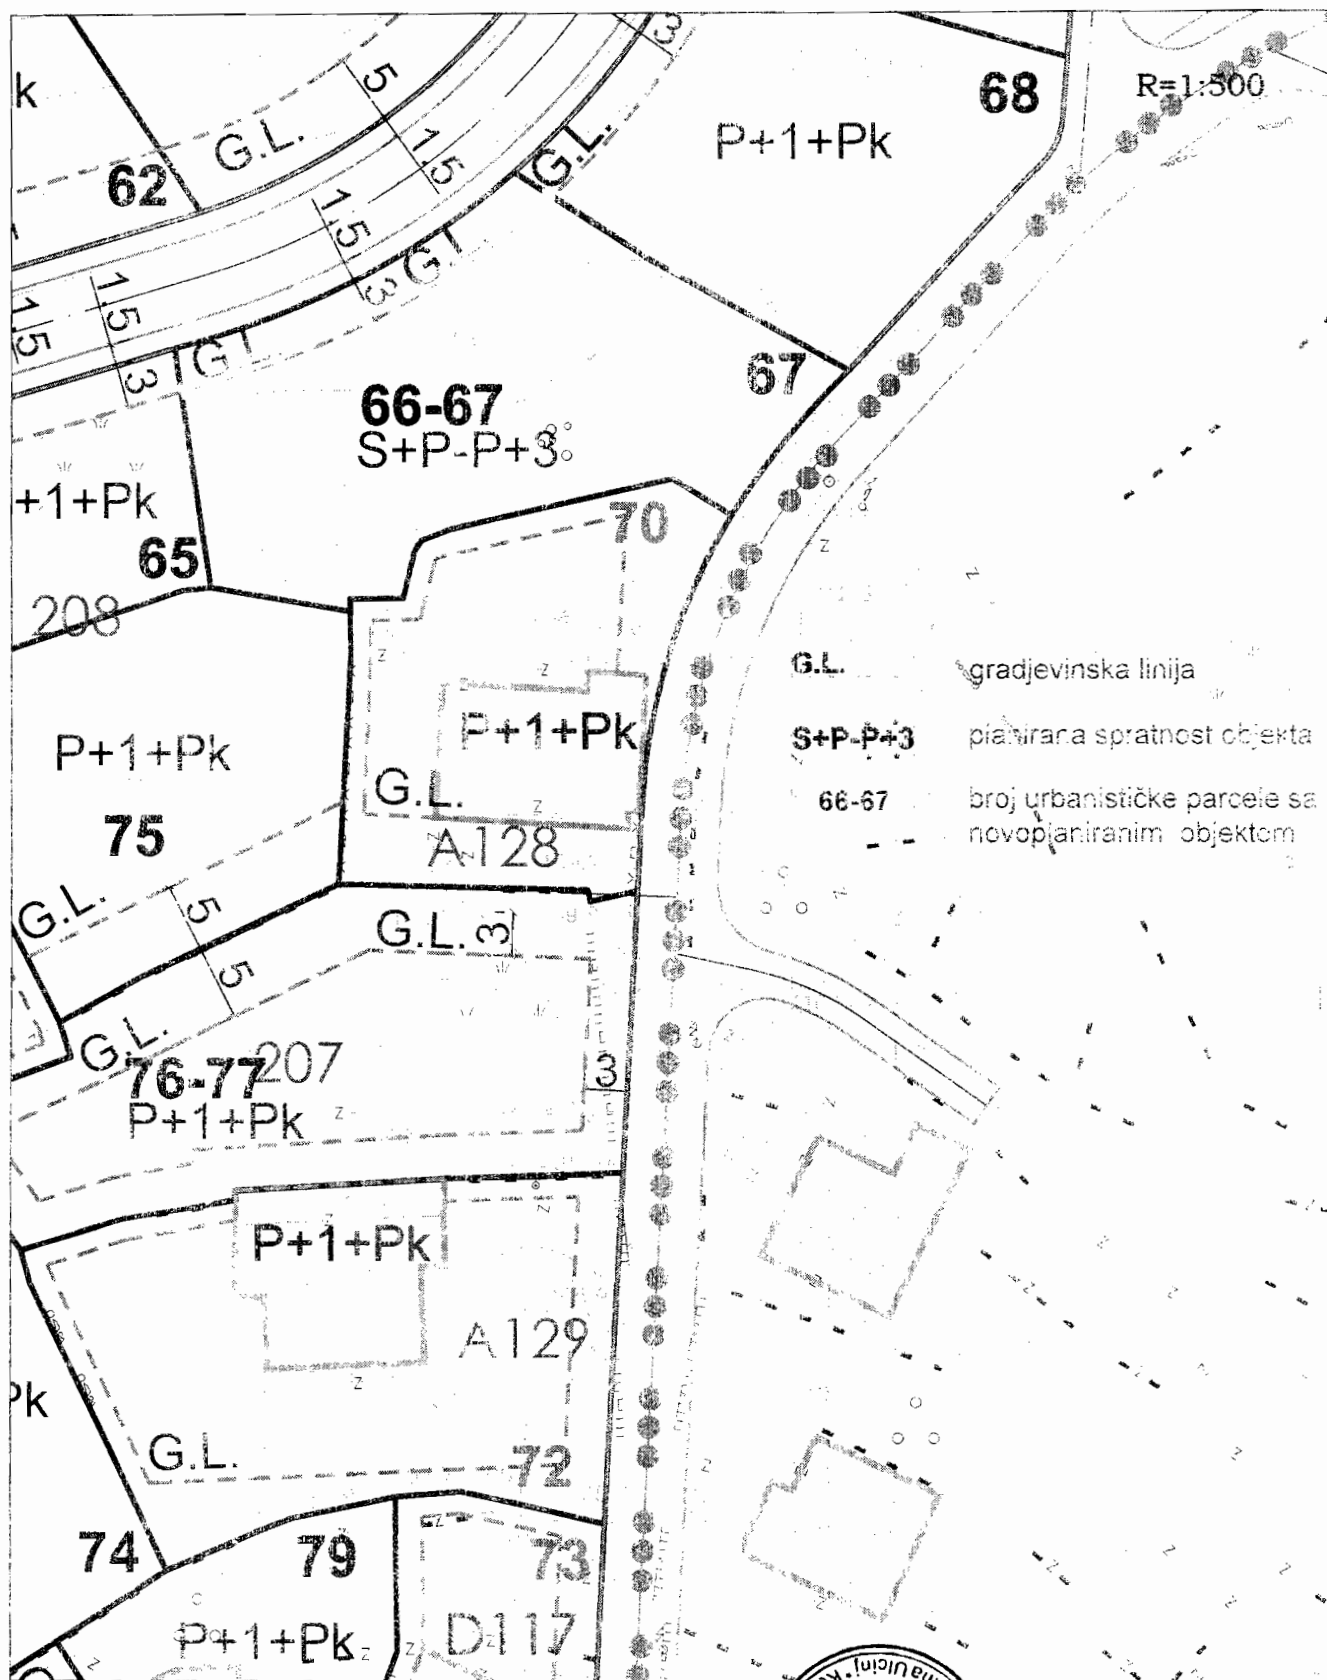 k
62
G.L.
5
1.5
1.5
1.5
1.5
3
3
3
G.L.
68
R=1:500
P+1+Pk
67
66-67
S+P-P+3
+1+Pk
65
208
70
G.L. gradjevinska linija
S+P-P+3 planirana spratnost objekta
66-67 broj urbanističke parcele sa
novoplaniranim objektom
P+1+Pk
P+1+Pk
G.L.
75
A128
G.L.
5
5
G.L. 3
G.L.
76-77
207
3
P+1+Pk
P+1+Pk
A129
Pk
G.L.
72
74
79
73
P+1+Pk
D117
Ulcinj